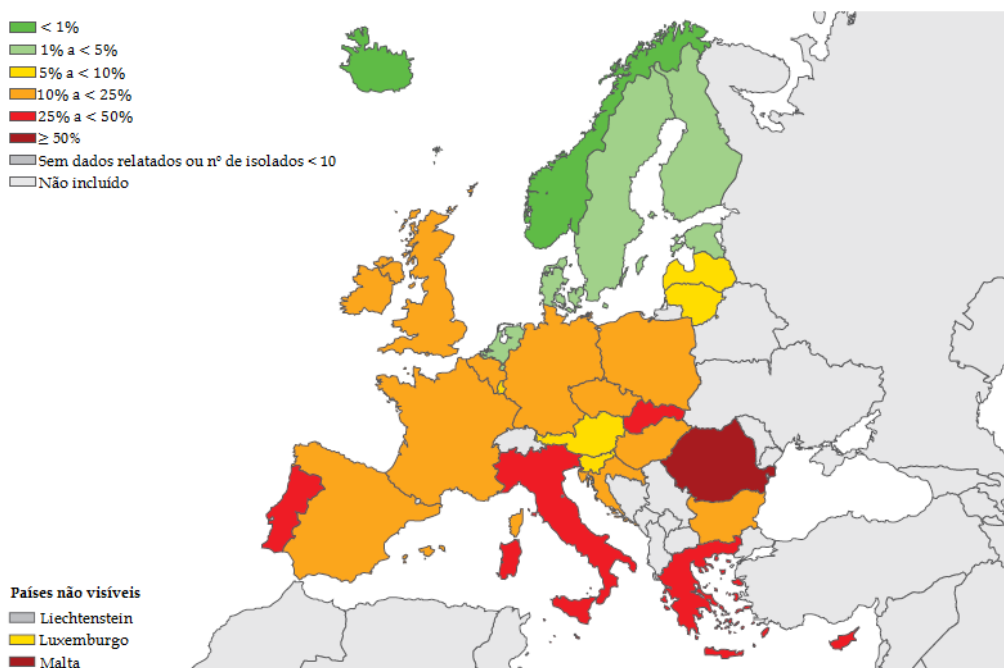 < 1%
1% a < 5%
5% a < 10%
10% a < 25%
25% a < 50%
≥ 50%
Sem dados relatados ou nº de isolados < 10
Não incluído
Países não visíveis
Liechtenstein
Luxemburgo
Malta